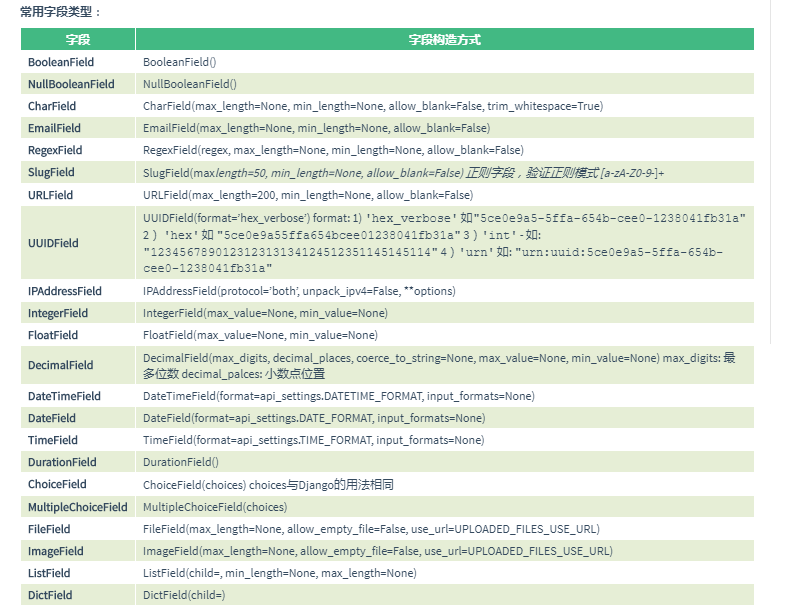 常用字段类型：
字段 字段构造方式
BooleanField BooleanField()
NullBooleanField NullBooleanField()
CharField CharField(max_length=None, min_length=None, allow_blank=False, trim_whitespace=True)
EmailField EmailField(max_length=None, min_length=None, allow_blank=False)
RegexField RegexField(regex, max_length=None, min_length=None, allow_blank=False)
SlugField SlugField(maxlength=50, min_length=None, allow_blank=False) 正则字段，验证正则模式 [a-zA-Z0-9-]+
URLField URLField(max_length=200, min_length=None, allow_blank=False)
UUIDField UUIDField(format='hex_verbose') format: 1) 'hex_verbose' 如"5ce0e9a5-5ffa-654b-cee0-1238041fb31a"
2）'hex' 如 "5ce0e9a55ffa654bcee01238041fb31a" 3）'int' - 如:
"123456789012312313134124512351145145114" 4）'urn' 如: "urn:uuid:5ce0e9a5-5ffa-654b-
cee0-1238041fb31a"
IPAddressField IPAddressField(protocol='both', unpack_ipv4=False, **options)
IntegerField IntegerField(max_value=None, min_value=None)
FloatField FloatField(max_value=None, min_value=None)
DecimalField DecimalField(max_digits, decimal_places, coerce_to_string=None, max_value=None, min_value=None) max_digits: 最
多位数 decimal_palces: 小数点位置
DateTimeField DateTimeField(format=api_settings.DATETIME_FORMAT, input_formats=None)
DateField DateField(format=api_settings.DATE_FORMAT, input_formats=None)
TimeField TimeField(format=api_settings.TIME_FORMAT, input_formats=None)
DurationField DurationField()
ChoiceField ChoiceField(choices) choices与Django的用法相同
MultipleChoiceField MultipleChoiceField(choices)
FileField FileField(max_length=None, allow_empty_file=False, use_url=UPLOADED_FILES_USE_URL)
ImageField ImageField(max_length=None, allow_empty_file=False, use_url=UPLOADED_FILES_USE_URL)
ListField ListField(child=, min_length=None, max_length=None)
DictField DictField(child=)